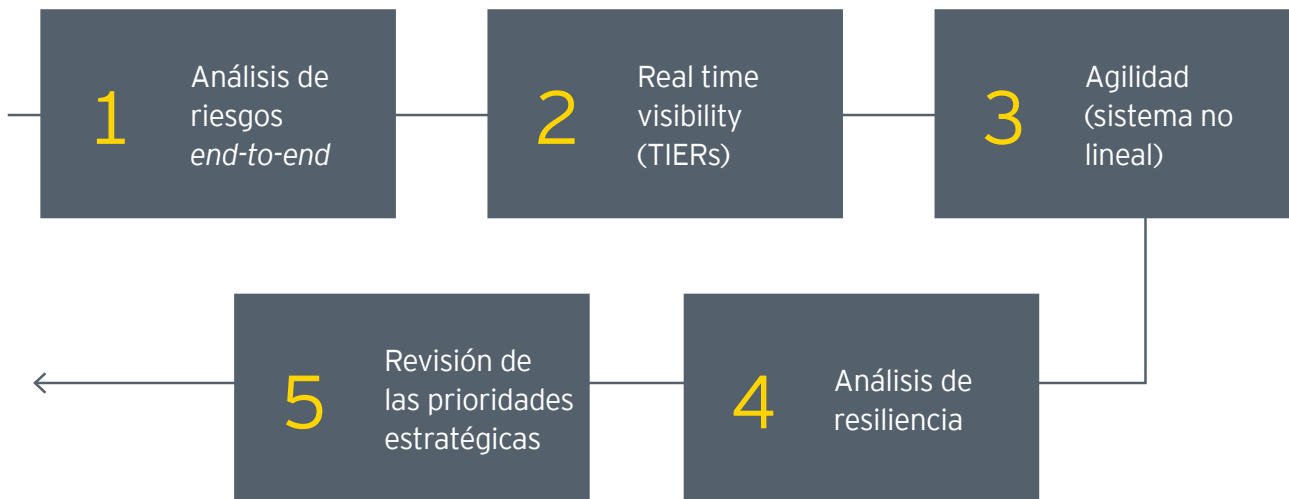 1
Análisis de
riesgos
end-to-end
2
Real time
visibility
(TIERs)
3
Agilidad
(sistema no
lineal)
4
Análisis de
resiliencia
5
Revisión de
las prioridades
estratégicas